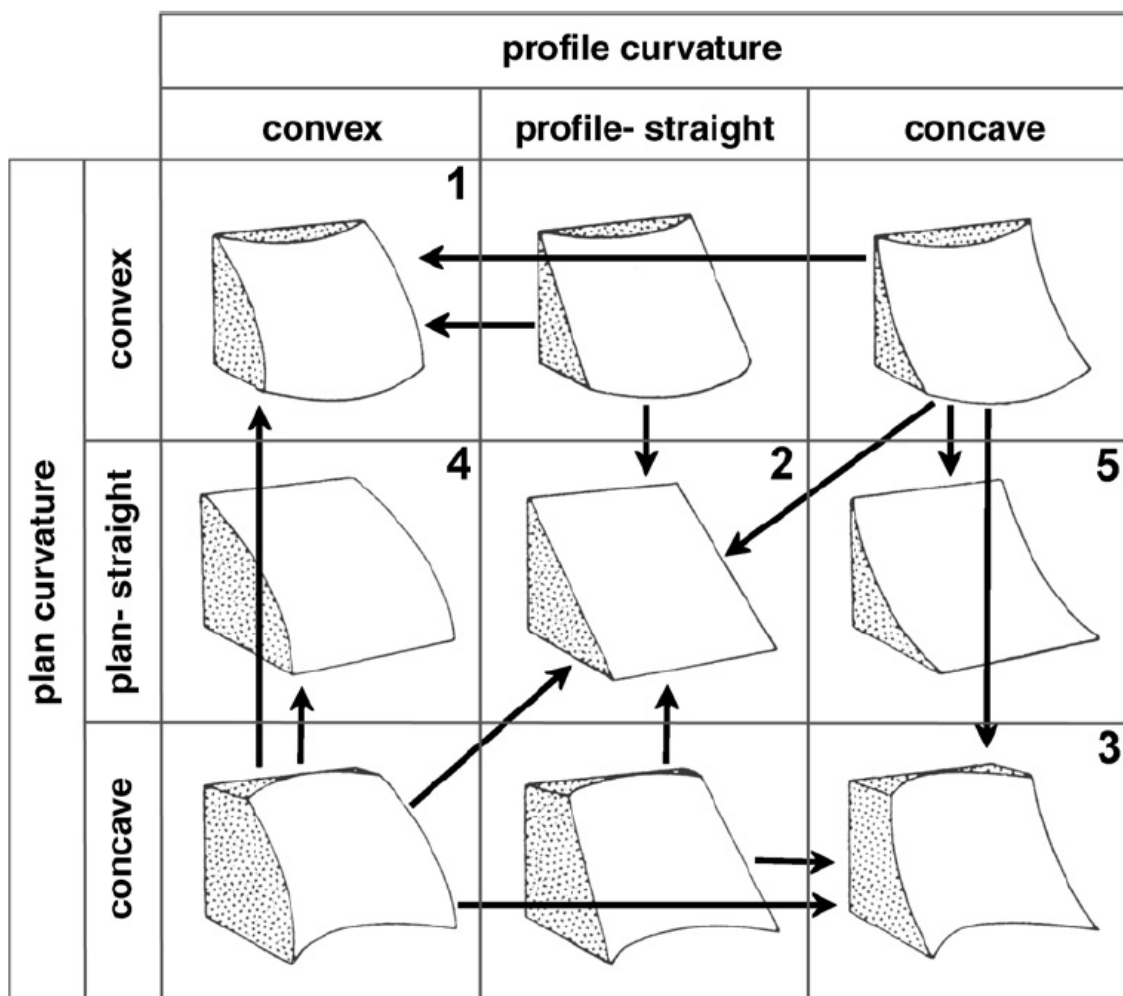 profile curvature
convex
profile- straight
concave
plan curvature
convex
1
plan- straight
4
2
5
concave
3